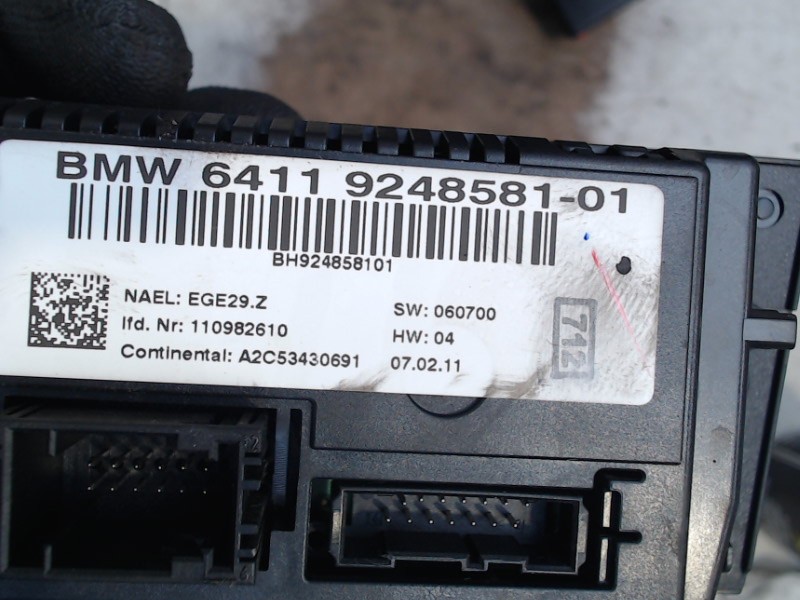 BMW 6411 9248581-01
BH924858101
NAEL: EGE29.Z
SW: 060700
lfd. Nr: 110982610
HW: 04
Continental: A2C53430691
07.02.11
712